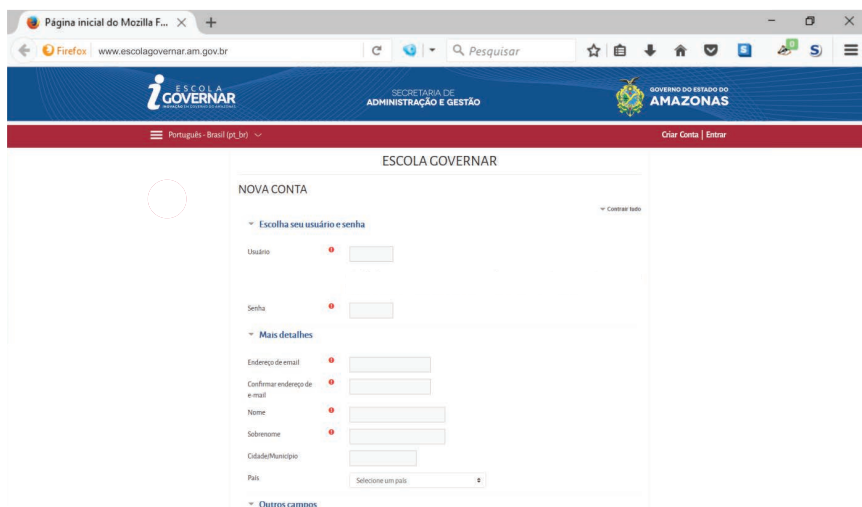 Página inicial do Mozilla F...
Firefox www.escolagovernar.am.gov.br
Pesquisar
S
0
S)
ESCOLA
iGOVERNAR
SECRETARIA DE
ADMINISTRAÇÃO E GESTÃO
GOVERNO DO ESTADO DO
AMAZONAS
Português - Brasil (pt_br)
Criar Conta | Entrar
ESCOLA GOVERNAR
NOVA CONTA
Contrair tudo
Escolha seu usuário e senha
Usuário
Senha
Mais detalhes
Endereço de email
Confirmar endereço de
e-mail
Nome
Sobrenome
Cidade/Município
País
Selecione um país
Outros campos